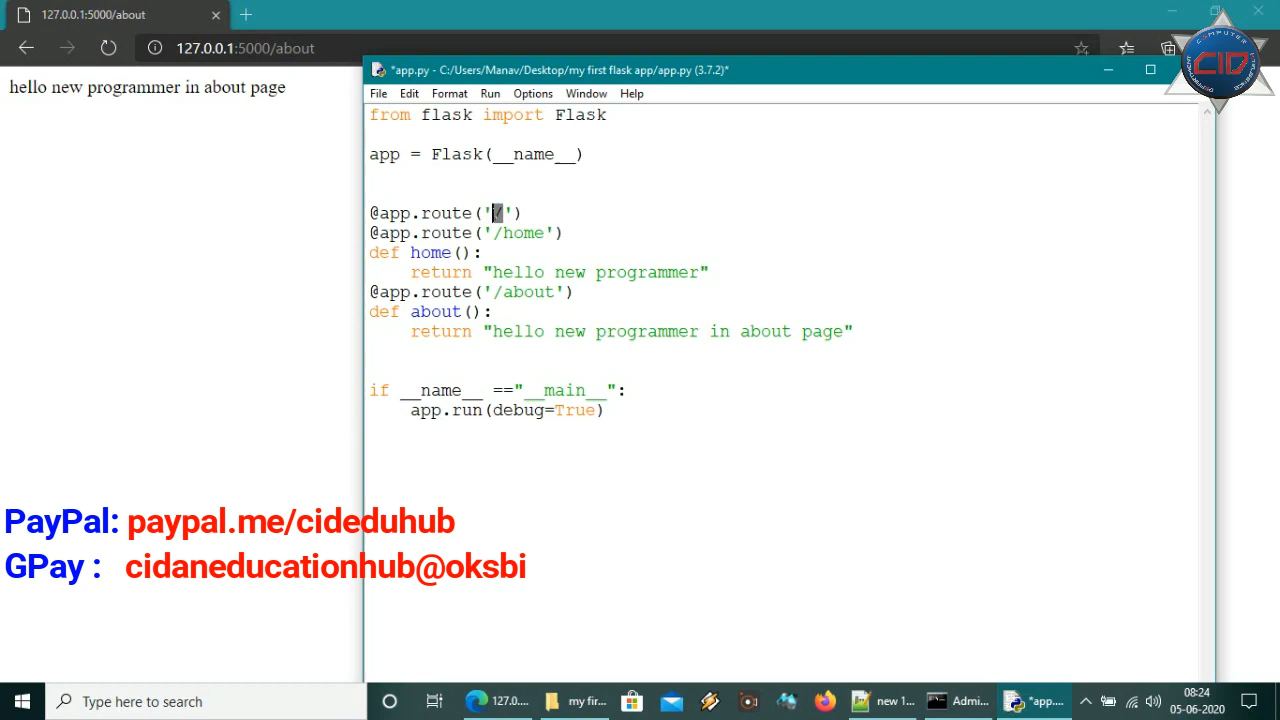 127.0.0.1:5000/about
127.0.0.1:5000/about
hello new programmer in about page
*app.py - C:/Users/Manav/Desktop/my first flask app/app.py (3.7.2)*
File Edit Format Run Options Window Help
from flask import Flask
app = Flask(__name__)
@app.route('/')
@app.route('/home')
def home():
    return "hello new programmer"
@app.route('/about')
def about():
    return "hello new programmer in about page"
if __name__ =="__main__":
    app.run(debug=True)
PayPal: paypal.me/cideduhub
GPay : cidaneducationhub@oksbi
COMPUTER
CID
Type here to search
127.0....
my fir...
new 1...
Admi...
*app....
08:24
05-06-2020